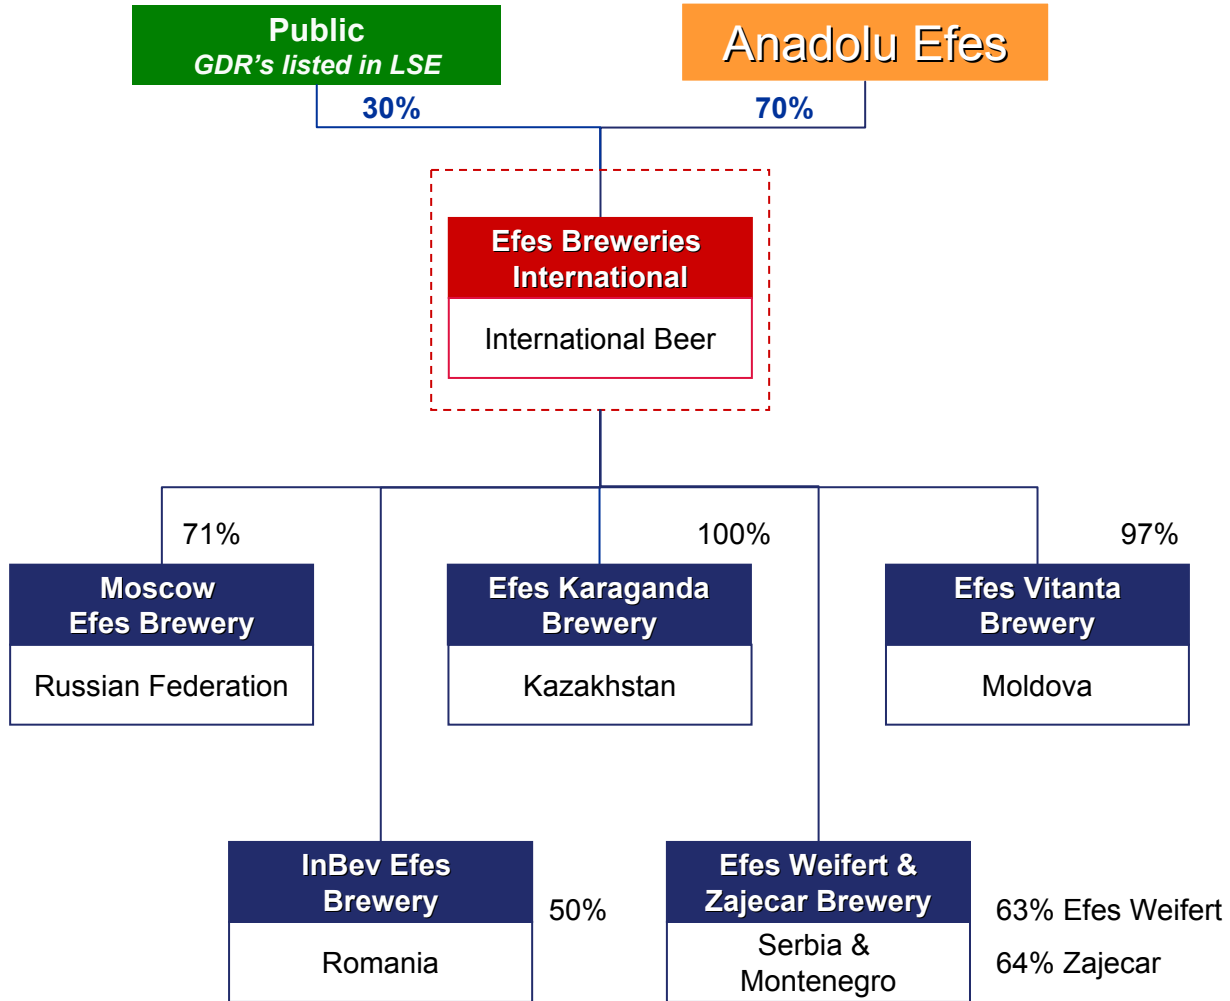 Public
GDR's listed in LSE
Anadolu Efes
30%
70%
Efes Breweries
International
International Beer
71%
100%
97%
Moscow
Efes Brewery
Russian Federation
Efes Karaganda
Brewery
Kazakhstan
Efes Vitanta
Brewery
Moldova
InBev Efes
Brewery
Romania
50%
Efes Weifert &
Zajecar Brewery
Serbia &
Montenegro
63% Efes Weifert
64% Zajecar